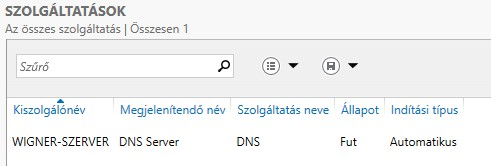 SZOLGÁLTATÁSOK
Az összes szolgáltatás | Összesen 1
Szűrő
Kiszolgálónév Megjelenítendő név Szolgáltatás neve Állapot Indítási típus
WIGNER-SZERVER DNS Server DNS Fut Automatikus